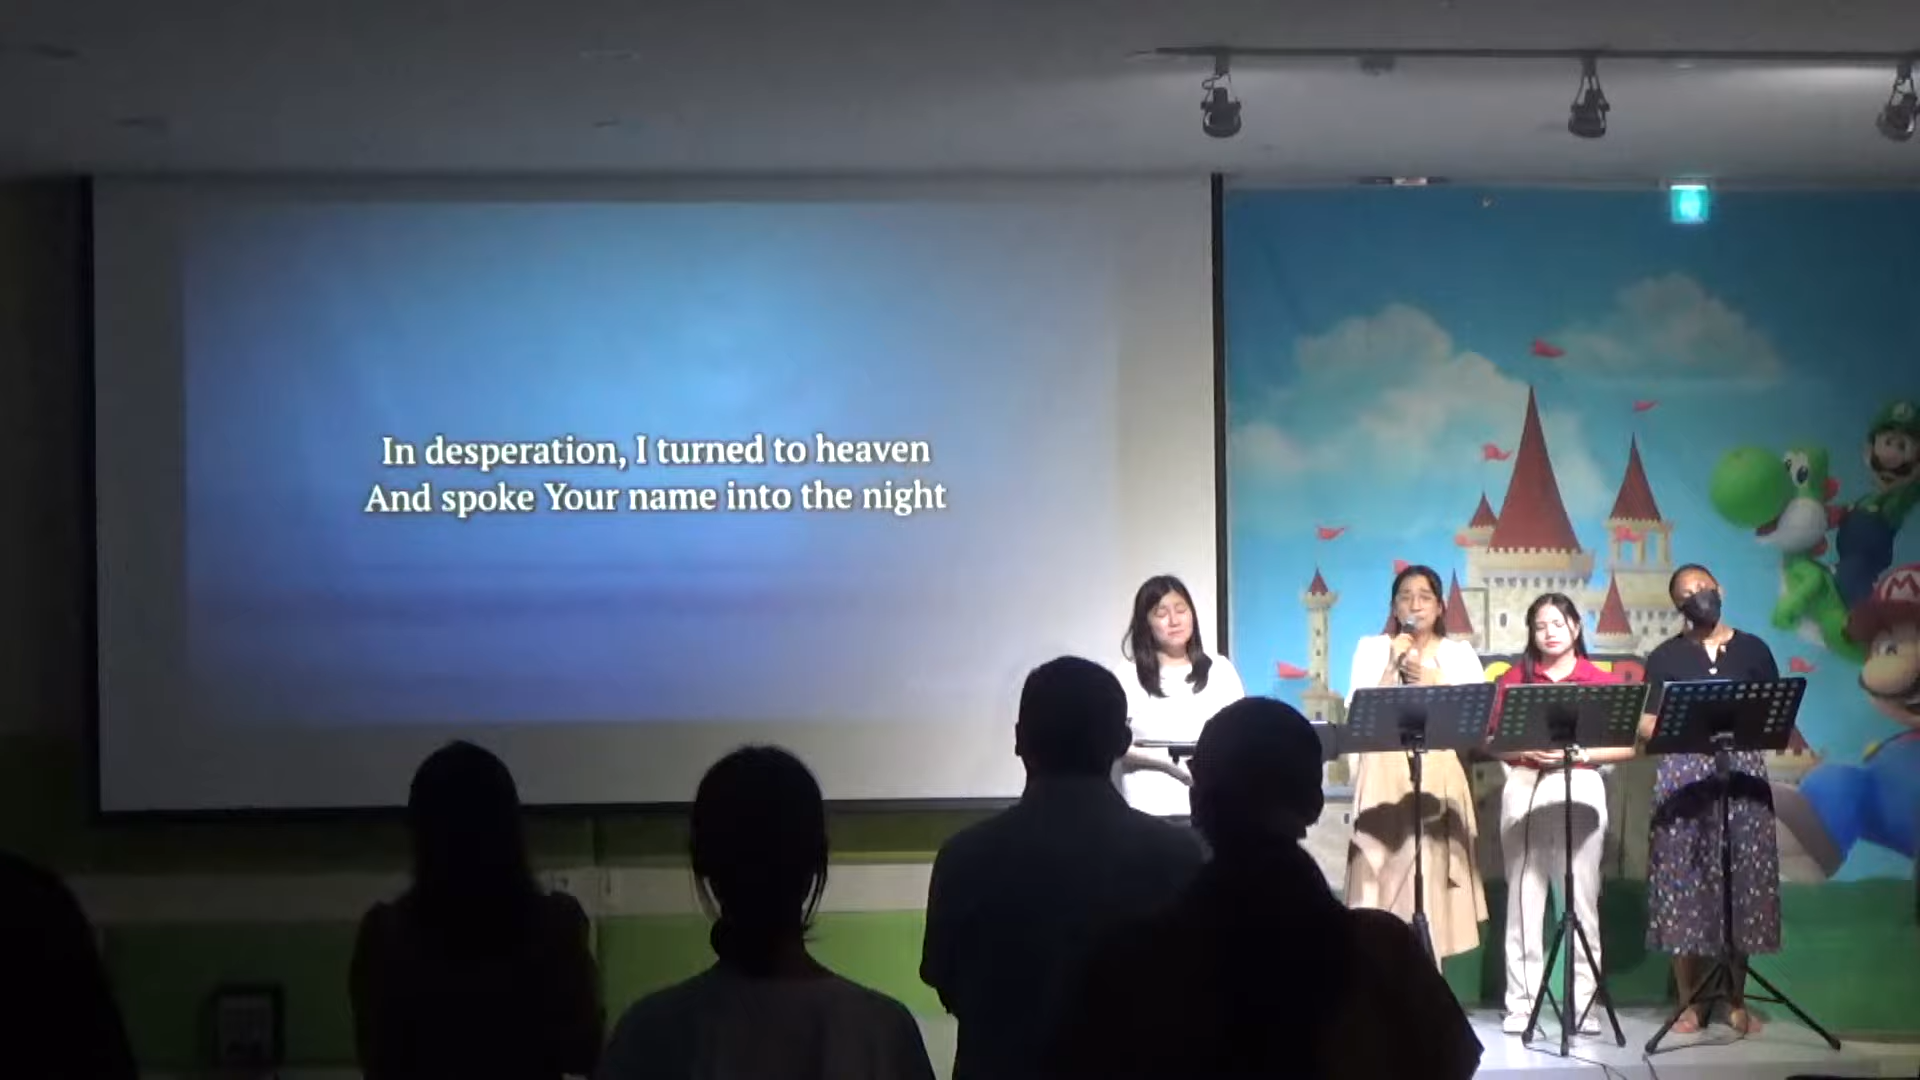 In desperation, I turned to heaven
And spoke Your name into the night